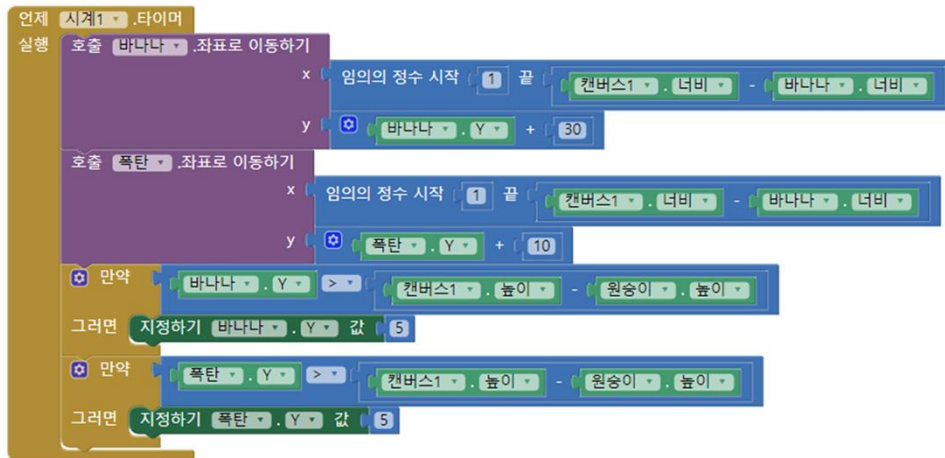 언제 시계1 .타이머
실행 호출 바나나 .좌표로 이동하기
x 임의의 정수 시작 1 끝 캔버스1 . 너비 - 바나나 . 너비
y 바나나 . Y + 30
호출 폭탄 .좌표로 이동하기
x 임의의 정수 시작 1 끝 캔버스1 . 너비 - 바나나 . 너비
y 폭탄 . Y + 10
만약 바나나 . Y > 캔버스1 . 높이 - 원숭이 . 높이
그러면 지정하기 바나나 . Y 값 5
만약 폭탄 . Y > 캔버스1 . 높이 - 원숭이 . 높이
그러면 지정하기 폭탄 . Y 값 5